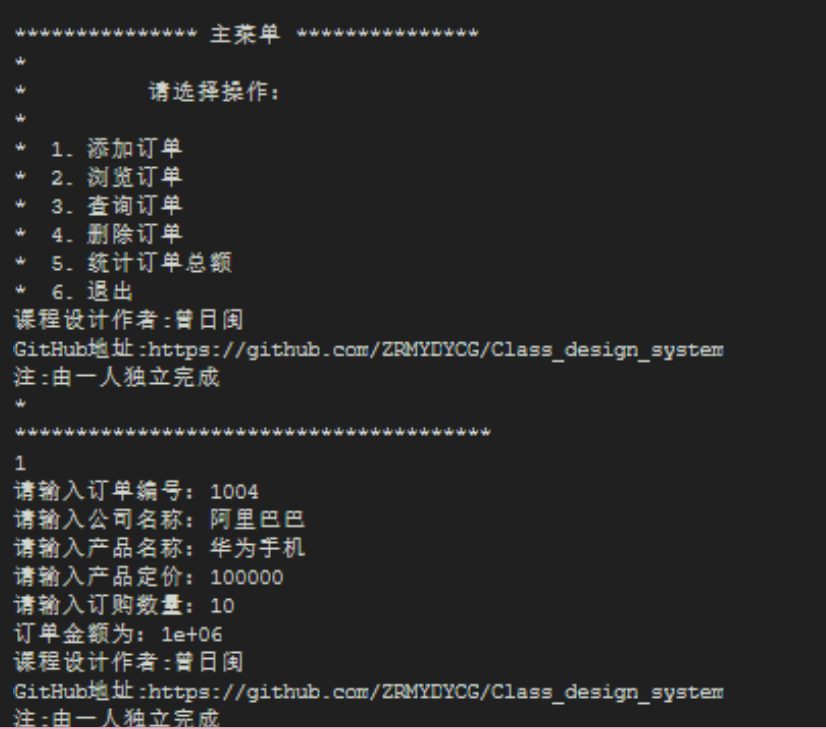 *************** 主菜单 ***************
*
* 请选择操作:
*
* 1. 添加订单
* 2. 浏览订单
* 3. 查询订单
* 4. 删除订单
* 5. 统计订单总额
* 6. 退出
课程设计作者:曾日闽
GitHub地址:https://github.com/ZRMYDYCG/Class_design_system
注:由一人独立完成
*
***************************************
1
请输入订单编号: 1004
请输入公司名称: 阿里巴巴
请输入产品名称: 华为手机
请输入产品定价: 100000
请输入订购数量: 10
订单金额为: 1e+06
课程设计作者:曾日闽
GitHub地址:https://github.com/ZRMYDYCG/Class_design_system
注:由一人独立完成